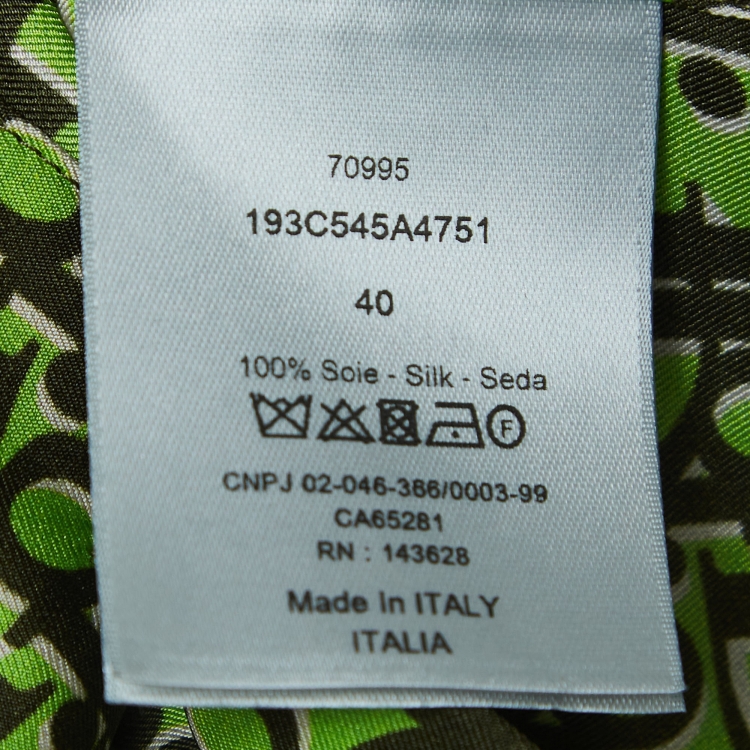 70995
193C545A4751
40
100% Soie - Silk - Seda
F
CNPJ 02-046-366/0003-99
CA65281
RN : 143628
Made In ITALY
ITALIA